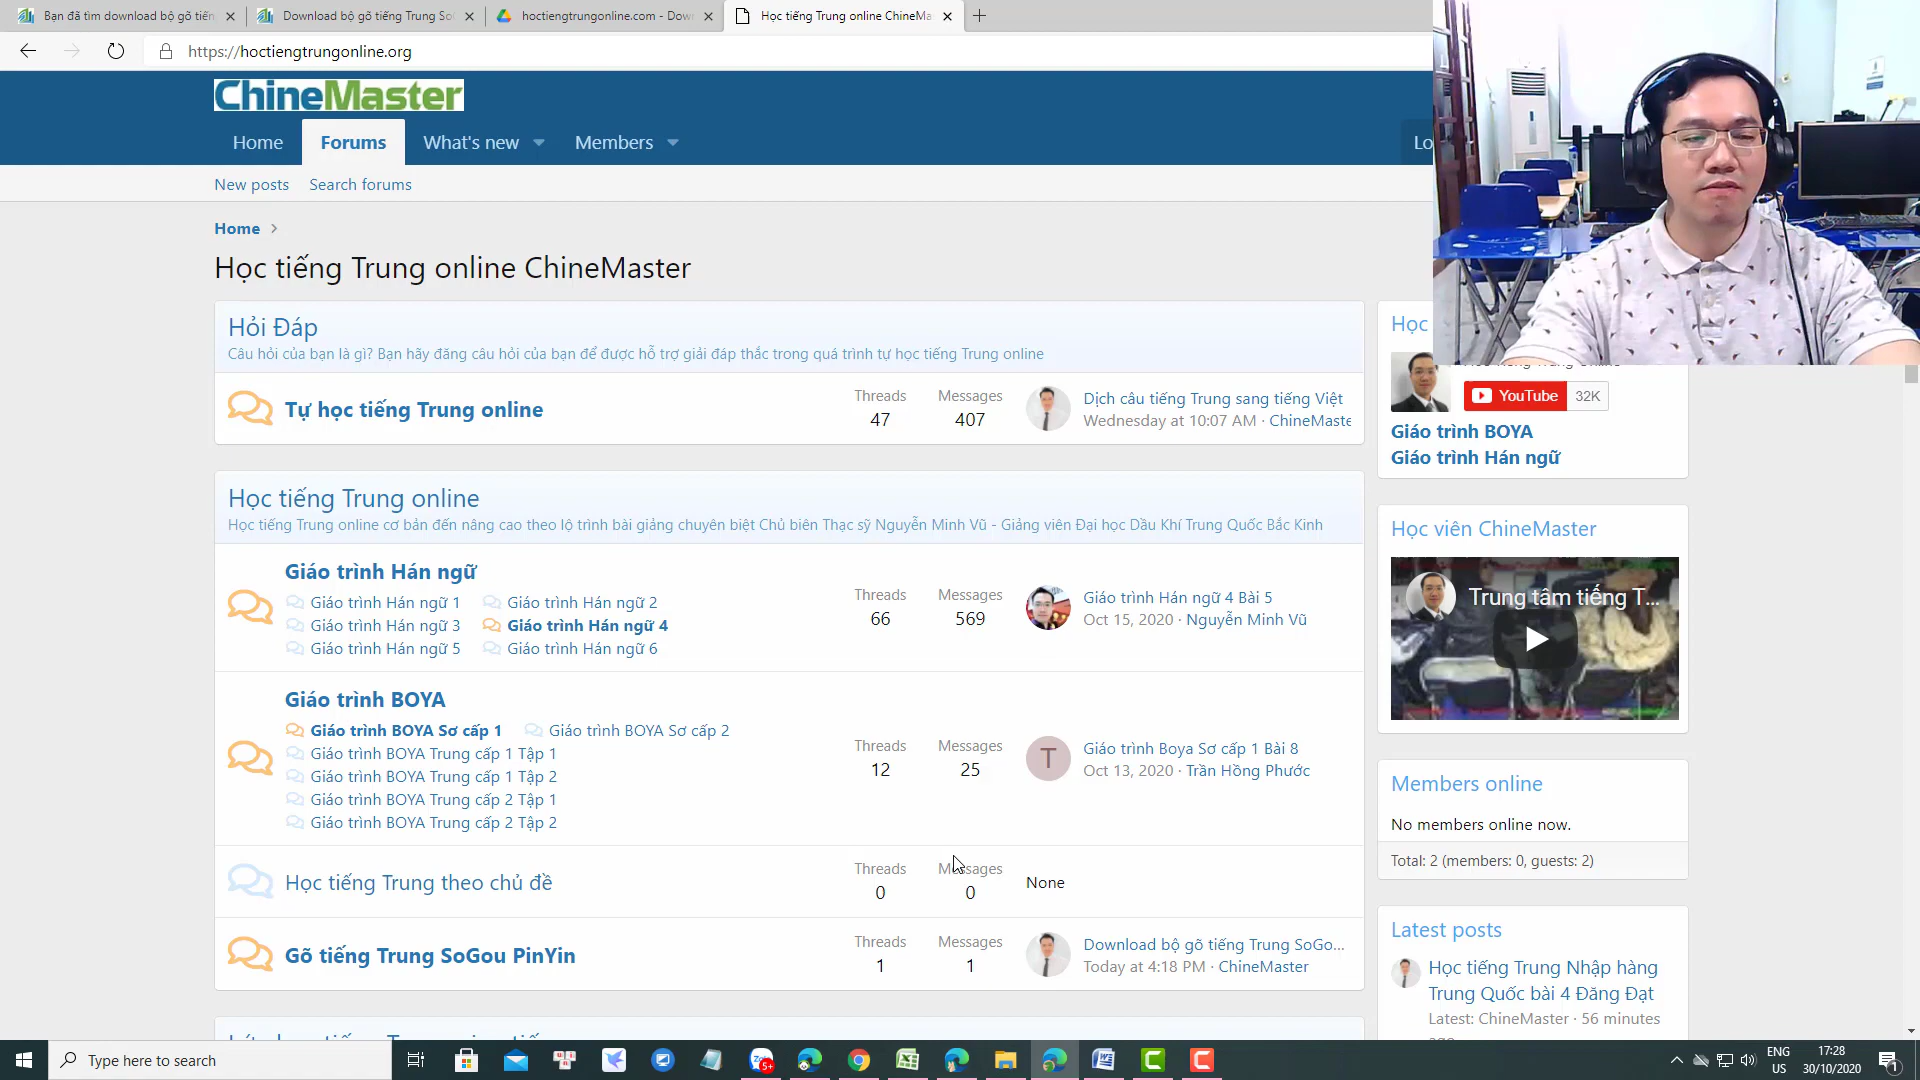 Bạn đã tìm download bộ gõ tiến
Download bộ gõ tiếng Trung So
hoctiengtrungonline.com - Dow
Học tiếng Trung online ChineMa
https://hoctiengtrungonline.org
ChineMaster
Home
Forums
What's new
Members
Lo
New posts
Search forums
Home
Học tiếng Trung online ChineMaster
Hỏi Đáp
Câu hỏi của bạn là gì? Bạn hãy đăng câu hỏi của bạn để được hỗ trợ giải đáp thắc trong quá trình tự học tiếng Trung online
Tự học tiếng Trung online
Threads
47
Messages
407
Dịch câu tiếng Trung sang tiếng Việt
Wednesday at 10:07 AM · ChineMaste
Học tiếng Trung online
Học tiếng Trung online cơ bản đến nâng cao theo lộ trình bài giảng chuyên biệt Chủ biên Thạc sỹ Nguyễn Minh Vũ - Giảng viên Đại học Dầu Khí Trung Quốc Bắc Kinh
Giáo trình Hán ngữ
Giáo trình Hán ngữ 1
Giáo trình Hán ngữ 2
Giáo trình Hán ngữ 3
Giáo trình Hán ngữ 4
Giáo trình Hán ngữ 5
Giáo trình Hán ngữ 6
Threads
66
Messages
569
Giáo trình Hán ngữ 4 Bài 5
Oct 15, 2020 · Nguyễn Minh Vũ
Giáo trình BOYA
Giáo trình BOYA Sơ cấp 1
Giáo trình BOYA Sơ cấp 2
Giáo trình BOYA Trung cấp 1 Tập 1
Giáo trình BOYA Trung cấp 1 Tập 2
Giáo trình BOYA Trung cấp 2 Tập 1
Giáo trình BOYA Trung cấp 2 Tập 2
Threads
12
Messages
25
T
Giáo trình Boya Sơ cấp 1 Bài 8
Oct 13, 2020 · Trần Hồng Phước
Học tiếng Trung theo chủ đề
Threads
0
Messages
0
None
Gõ tiếng Trung SoGou PinYin
Threads
1
Messages
1
Download bộ gõ tiếng Trung SoGo...
Today at 4:18 PM · ChineMaster
Học
YouTube
32K
Giáo trình BOYA
Giáo trình Hán ngữ
Học viên ChineMaster
Trung tâm tiếng T...
Members online
No members online now.
Total: 2 (members: 0, guests: 2)
Latest posts
Học tiếng Trung Nhập hàng
Trung Quốc bài 4 Đăng Đạt
Latest: ChineMaster · 56 minutes
Type here to search
ENG
US
17:28
30/10/2020